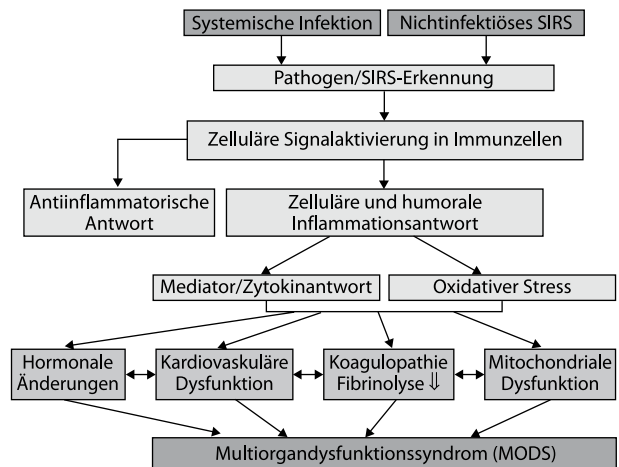 Systemische Infektion
Nichtinfektiöses SIRS
Pathogen/SIRS-Erkennung
Zelluläre Signalaktivierung in Immunzellen
Antiinflammatorische
Antwort
Zelluläre und humorale
Inflammationsantwort
Mediator/Zytokinantwort
Oxidativer Stress
Hormonale
Änderungen
Kardiovaskuläre
Dysfunktion
Koagulopathie
Fibrinolyse ⇓
Mitochondriale
Dysfunktion
Multiorgandysfunktionssyndrom (MODS)